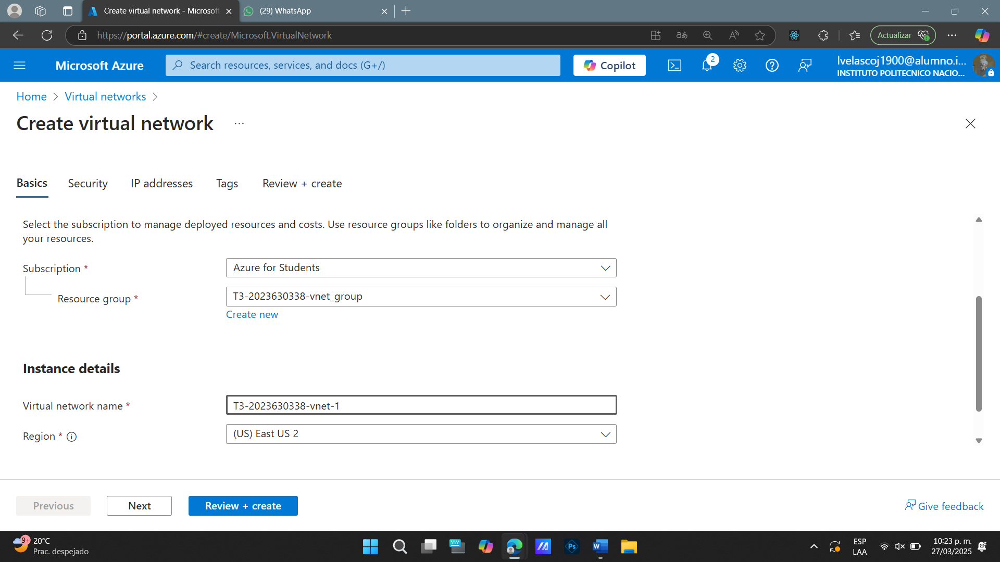 Create virtual network - Microsoft
(29) WhatsApp
https://portal.azure.com/#create/Microsoft.VirtualNetwork
Actualizar
Microsoft Azure
Search resources, services, and docs (G+/)
Copilot
2
lvelascoj1900@alumno.i...
INSTITUTO POLITECNICO NACIO...
Home > Virtual networks >
Create virtual network ...
Basics
Security
IP addresses
Tags
Review + create
Select the subscription to manage deployed resources and costs. Use resource groups like folders to organize and manage all
your resources.
Subscription *
Azure for Students
Resource group *
T3-2023630338-vnet_group
Create new
Instance details
Virtual network name *
T3-2023630338-vnet-1
Region *
(US) East US 2
Previous
Next
Review + create
Give feedback
9+
20°C
Prac. despejado
Ps
W
ESP
LAA
10:23 p. m.
27/03/2025